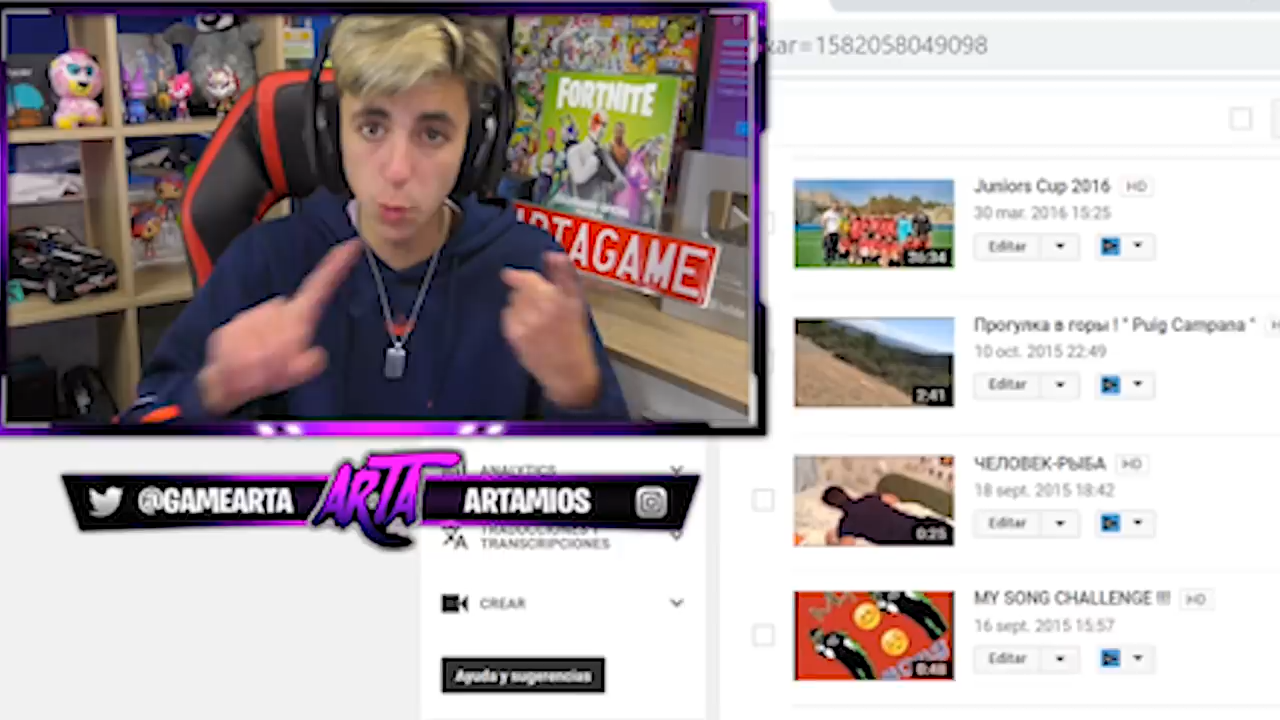 xar=1582058049098
FORTNITE
ARTAGAME
Juniors Cup 2016 HD
30 mar. 2016 15:25
Editar
36:34
Прогулка в горы ! " Puig Campana "
10 oct. 2015 22:49
Editar
2:41
ЧЕЛОВЕК-РЫБА HD
18 sept. 2015 18:42
Editar
0:25
MY SONG CHALLENGE !!! HD
16 sept. 2015 15:57
Editar
0:48
ANALYTICS
@GAMEARTA ARTA ARTAMIOS
TRADUCCIONES Y
TRANSCRIPCIONES
CREAR
Ayuda y sugerencias